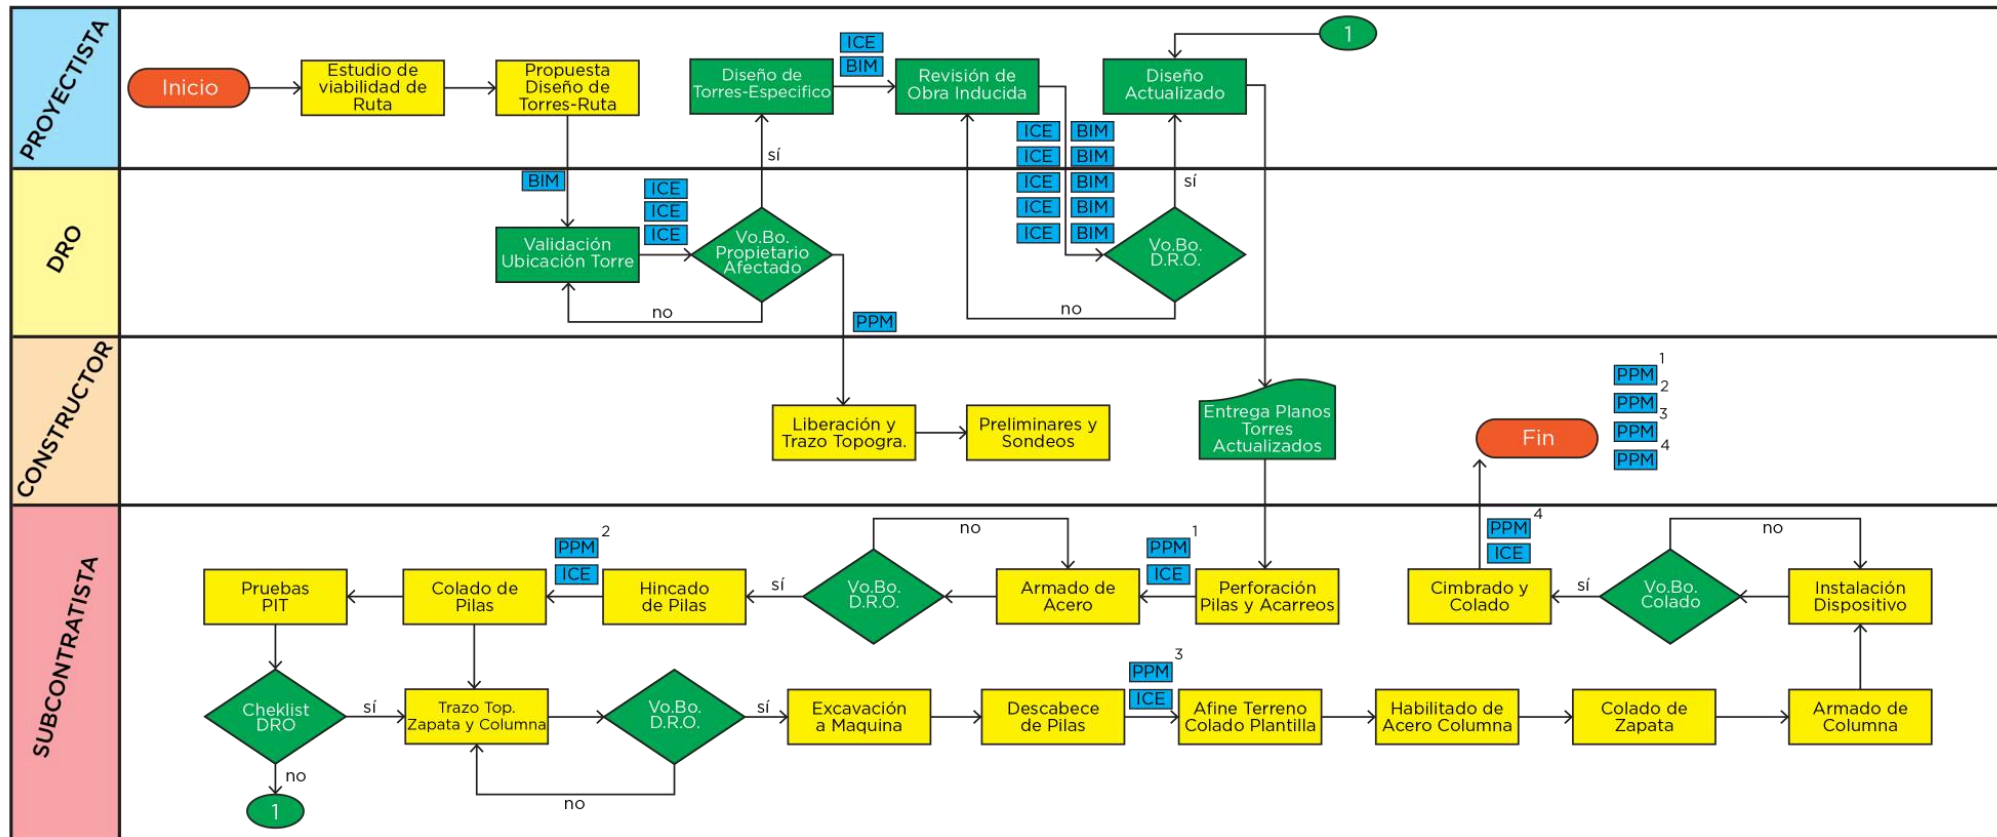 PROYECTISTA
Inicio
Estudio de
viabilidad de
Ruta
Propuesta
Diseño de
Torres-Ruta
Diseño de
Torres-Especifico
ICE
BIM
Revisión de
Obra Inducida
Diseño
Actualizado
1
ICE BIM
ICE BIM
ICE BIM
ICE BIM
ICE BIM
sí
sí
DRO
BIM
Validación
Ubicación Torre
ICE
ICE
ICE
Vo.Bo.
Propietario
Afectado
no
PPM
Vo.Bo.
D.R.O.
no
CONSTRUCTOR
Liberación y
Trazo Topogra.
Preliminares y
Sondeos
Entrega Planos
Torres
Actualizados
Fin
PPM 1
PPM 2
PPM 3
PPM 4
SUBCONTRATISTA
Pruebas
PIT
Colado de
Pilas
PPM 2
ICE
Hincado
de Pilas
sí
Vo.Bo.
D.R.O.
no
Armado de
Acero
PPM 1
ICE
Perforación
Pilas y Acarreos
Cimbrado y
Colado
PPM 4
ICE
sí
Vo.Bo.
Colado
no
Instalación
Dispositivo
Cheklist
DRO
sí
no
1
Trazo Top.
Zapata y Columna
Vo.Bo.
D.R.O.
no
sí
Excavación
a Maquina
Descabece
de Pilas
PPM 3
ICE
Afine Terreno
Colado Plantilla
Habilitado de
Acero Columna
Colado de
Zapata
Armado de
Columna